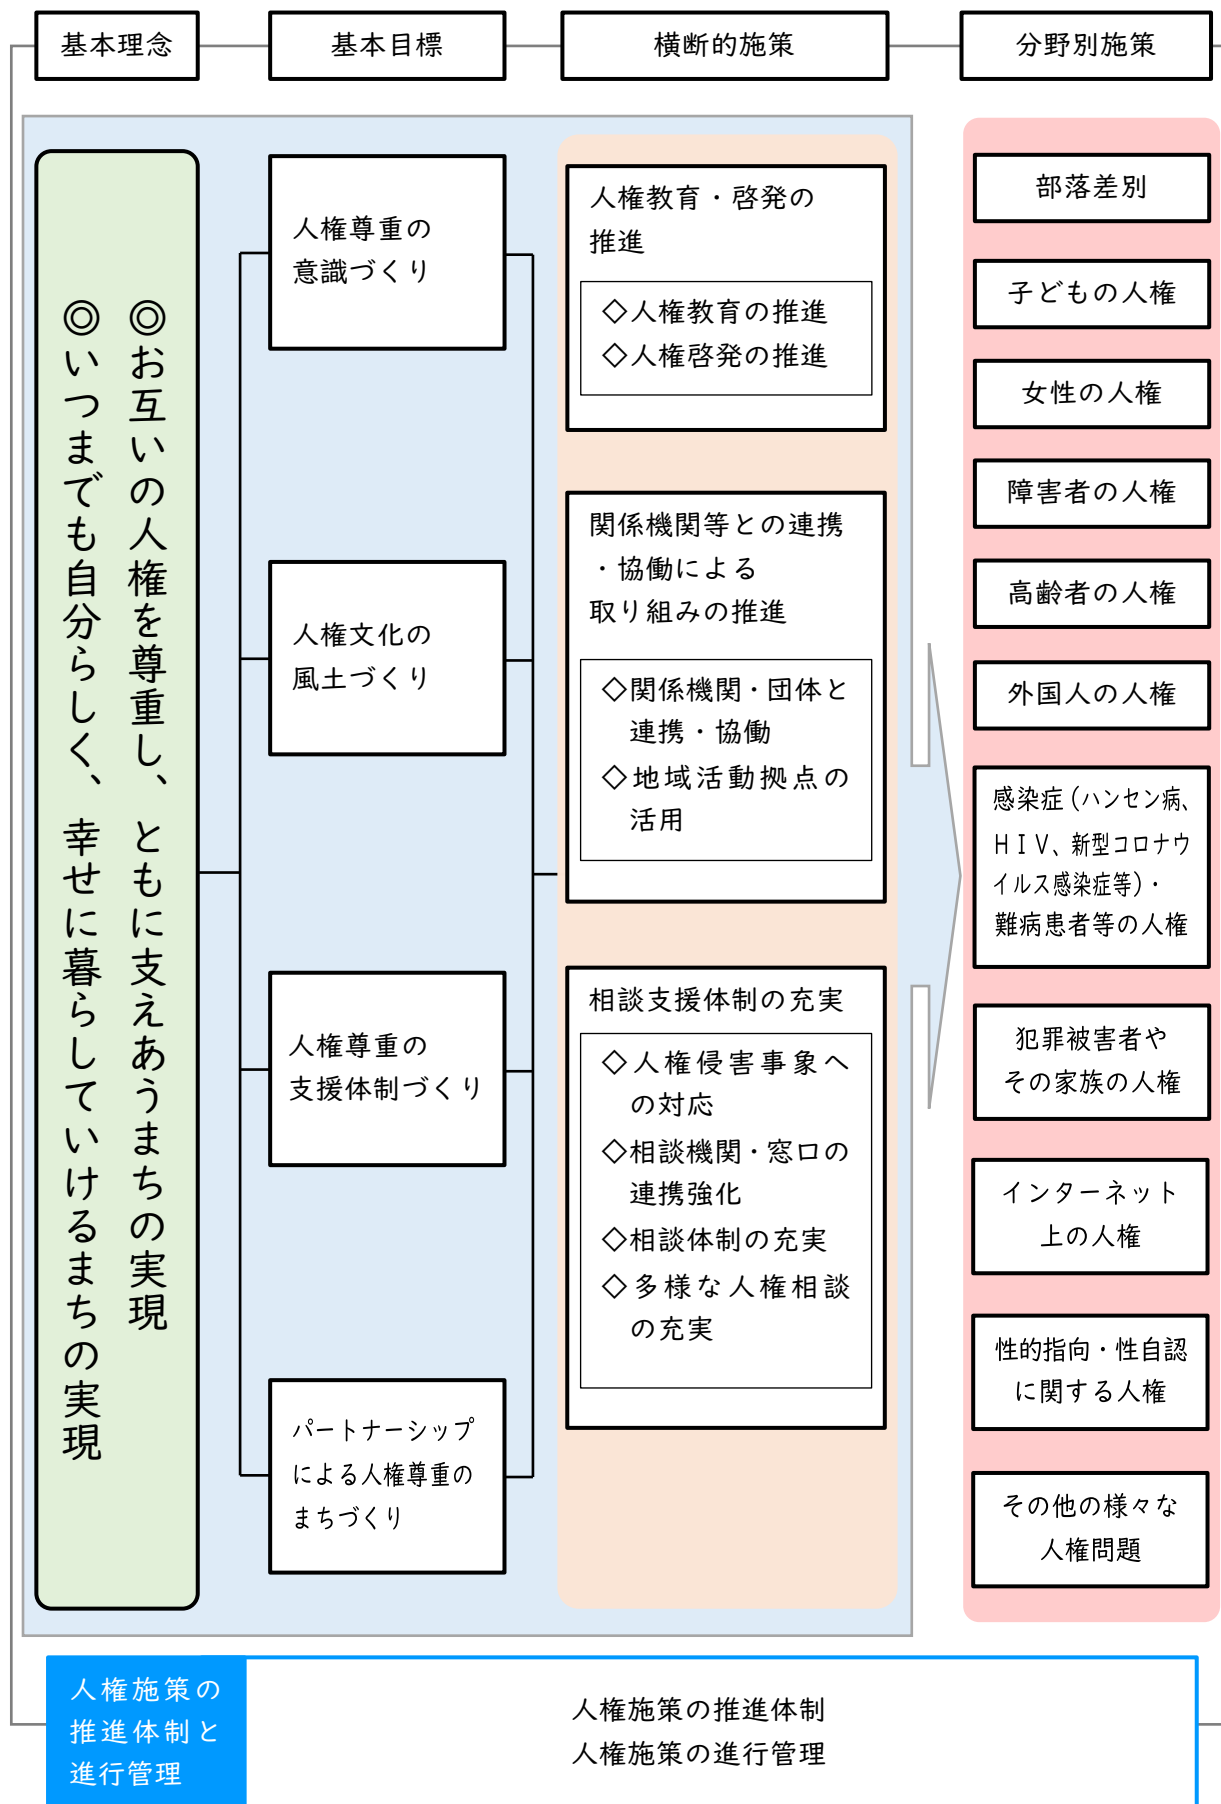 基本理念
基本目標
横断的施策
分野別施策
◎お互いの人権を尊重し、ともに支えあうまちの実現
◎いつまでも自分らしく、幸せに暮らしていけるまちの実現
人権尊重の
意識づくり
人権文化の
風土づくり
人権尊重の
支援体制づくり
パートナーシップ
による人権尊重の
まちづくり
人権教育・啓発の
推進
◇人権教育の推進
◇人権啓発の推進
関係機関等との連携
・協働による
取り組みの推進
◇関係機関・団体と
連携・協働
◇地域活動拠点の
活用
相談支援体制の充実
◇人権侵害事象へ
の対応
◇相談機関・窓口の
連携強化
◇相談体制の充実
◇多様な人権相談
の充実
部落差別
子どもの人権
女性の人権
障害者の人権
高齢者の人権
外国人の人権
感染症（ハンセン病、
ＨＩＶ、新型コロナウ
イルス感染症等）・
難病患者等の人権
犯罪被害者や
その家族の人権
インターネット
上の人権
性的指向・性自認
に関する人権
その他の様々な
人権問題
人権施策の
推進体制と
進行管理
人権施策の推進体制
人権施策の進行管理